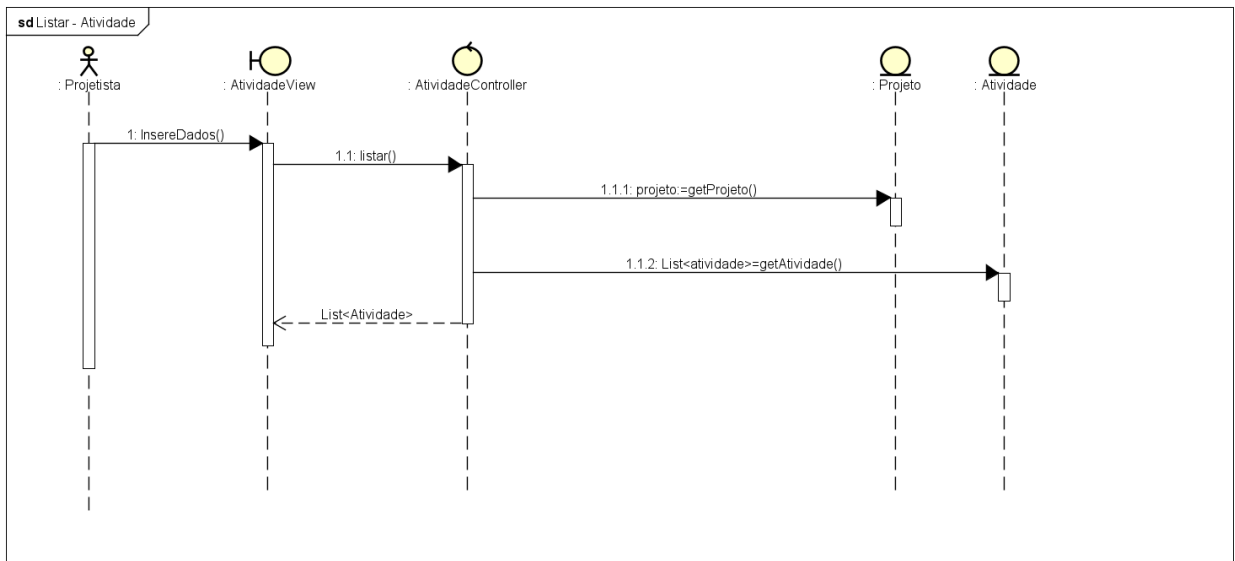 sd Listar - Atividade
: Projetista
: AtividadeView
: AtividadeController
: Projeto
: Atividade
1: InsereDados()
1.1: listar()
1.1.1: projeto:=getProjeto()
1.1.2: List<atividade>=getAtividade()
List<Atividade>